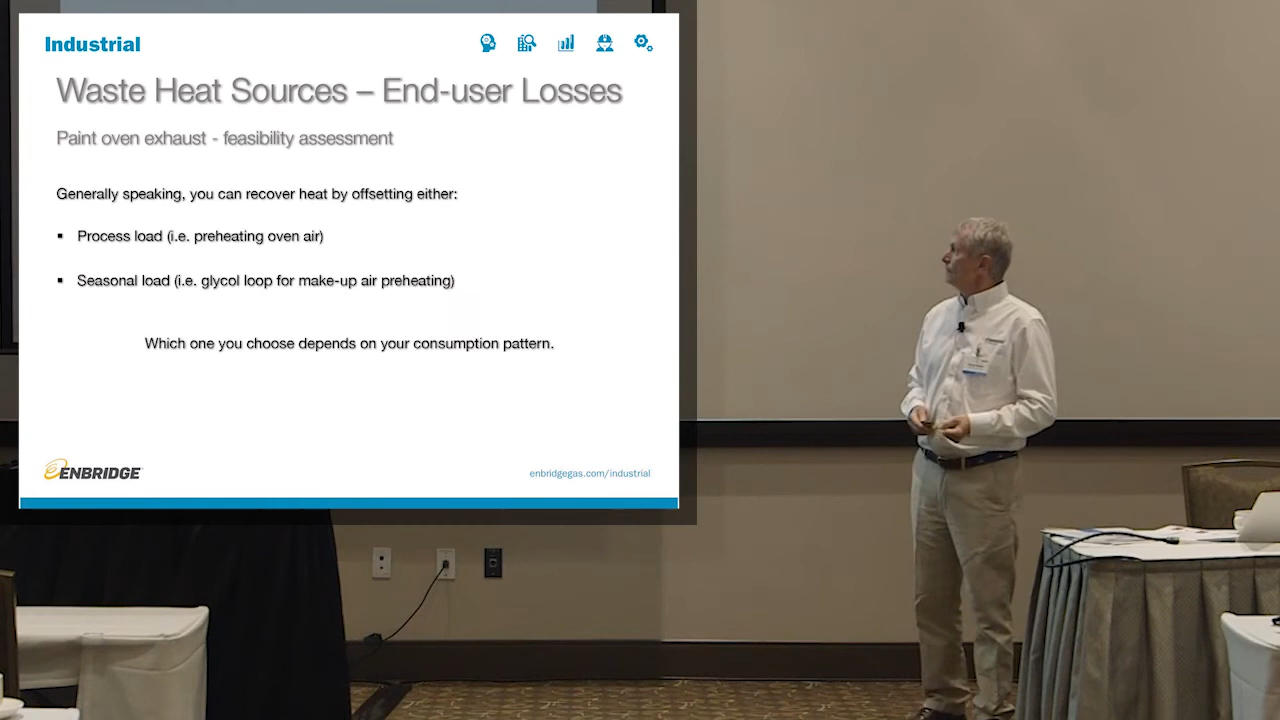 Industrial
Waste Heat Sources – End-user Losses
Paint oven exhaust - feasibility assessment
Generally speaking, you can recover heat by offsetting either:
▪ Process load (i.e. preheating oven air)
▪ Seasonal load (i.e. glycol loop for make-up air preheating)
Which one you choose depends on your consumption pattern.
ENBRIDGE
enbridgegas.com/industrial